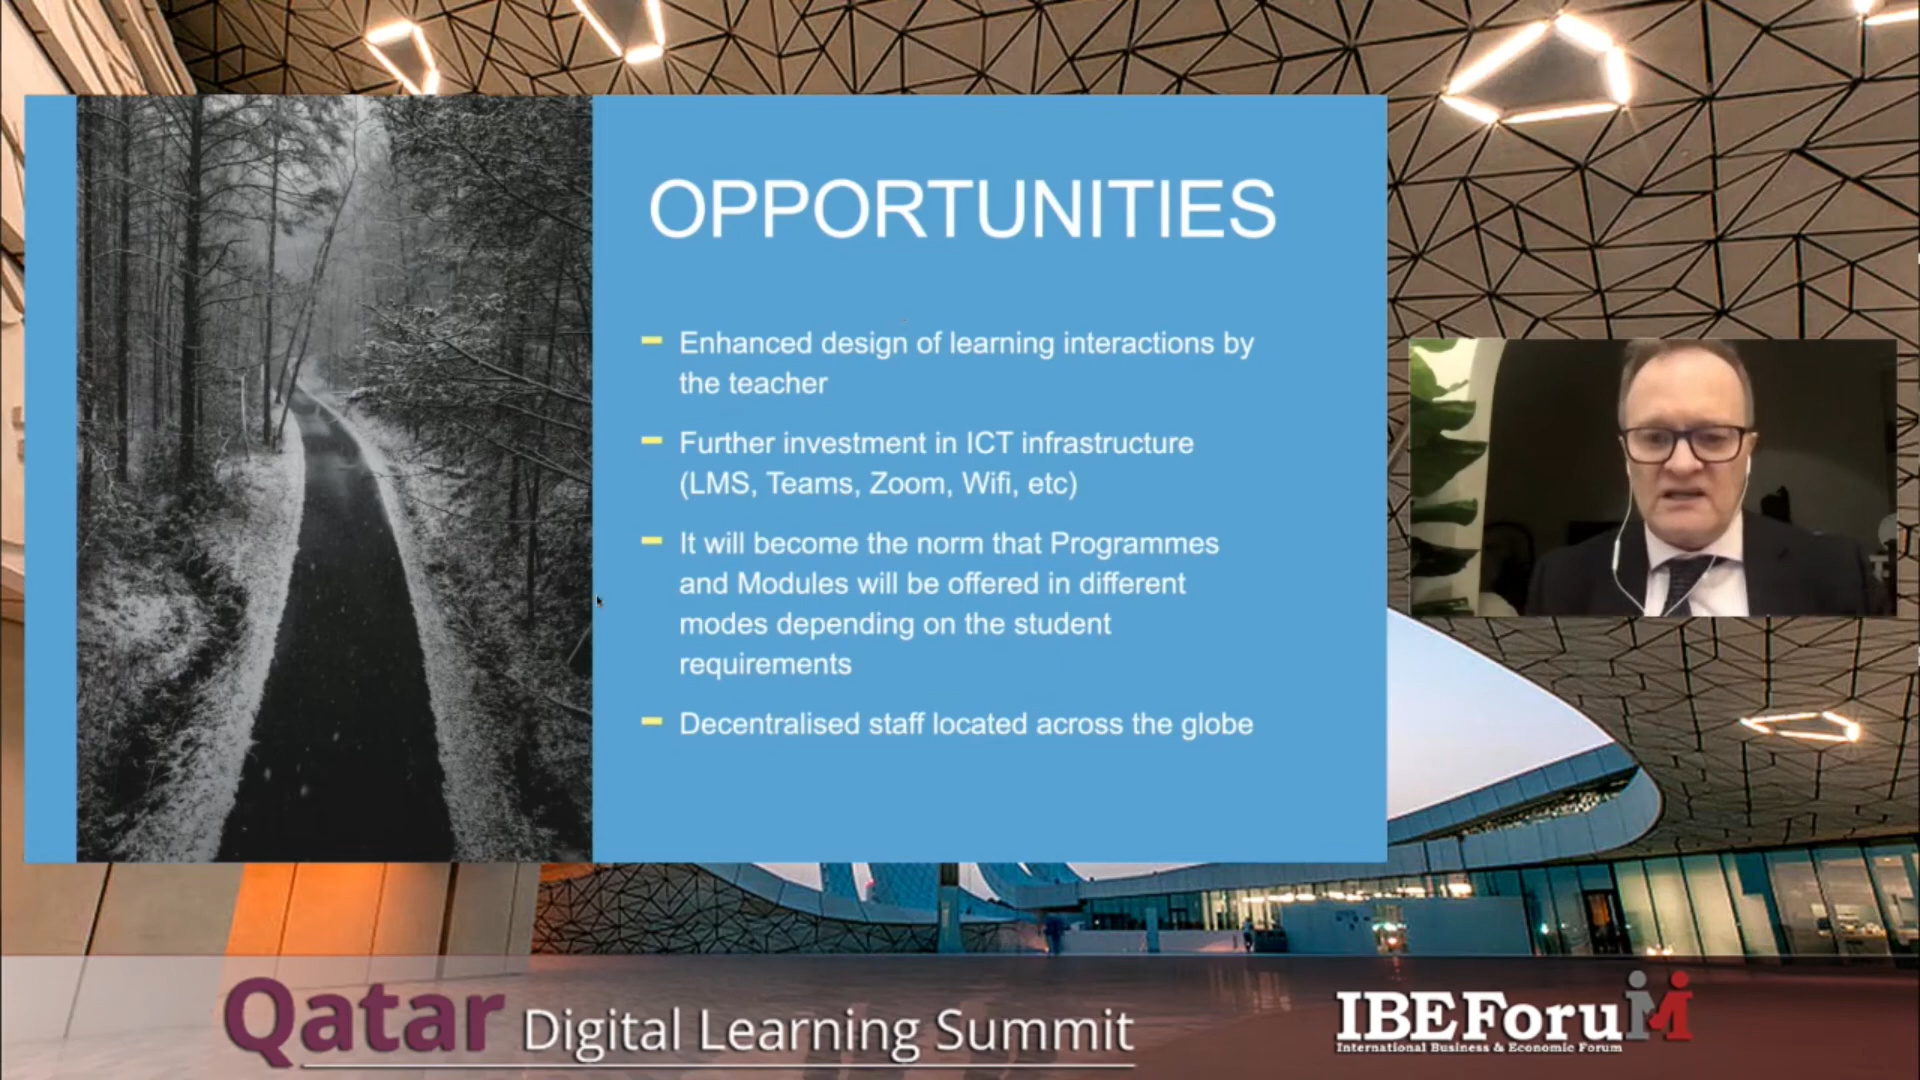 OPPORTUNITIES
Enhanced design of learning interactions by
the teacher
Further investment in ICT infrastructure
(LMS, Teams, Zoom, Wifi, etc)
It will become the norm that Programmes
and Modules will be offered in different
modes depending on the student
requirements
Decentralised staff located across the globe
Qatar Digital Learning Summit
IBEForuM
International Business & Economic Forum